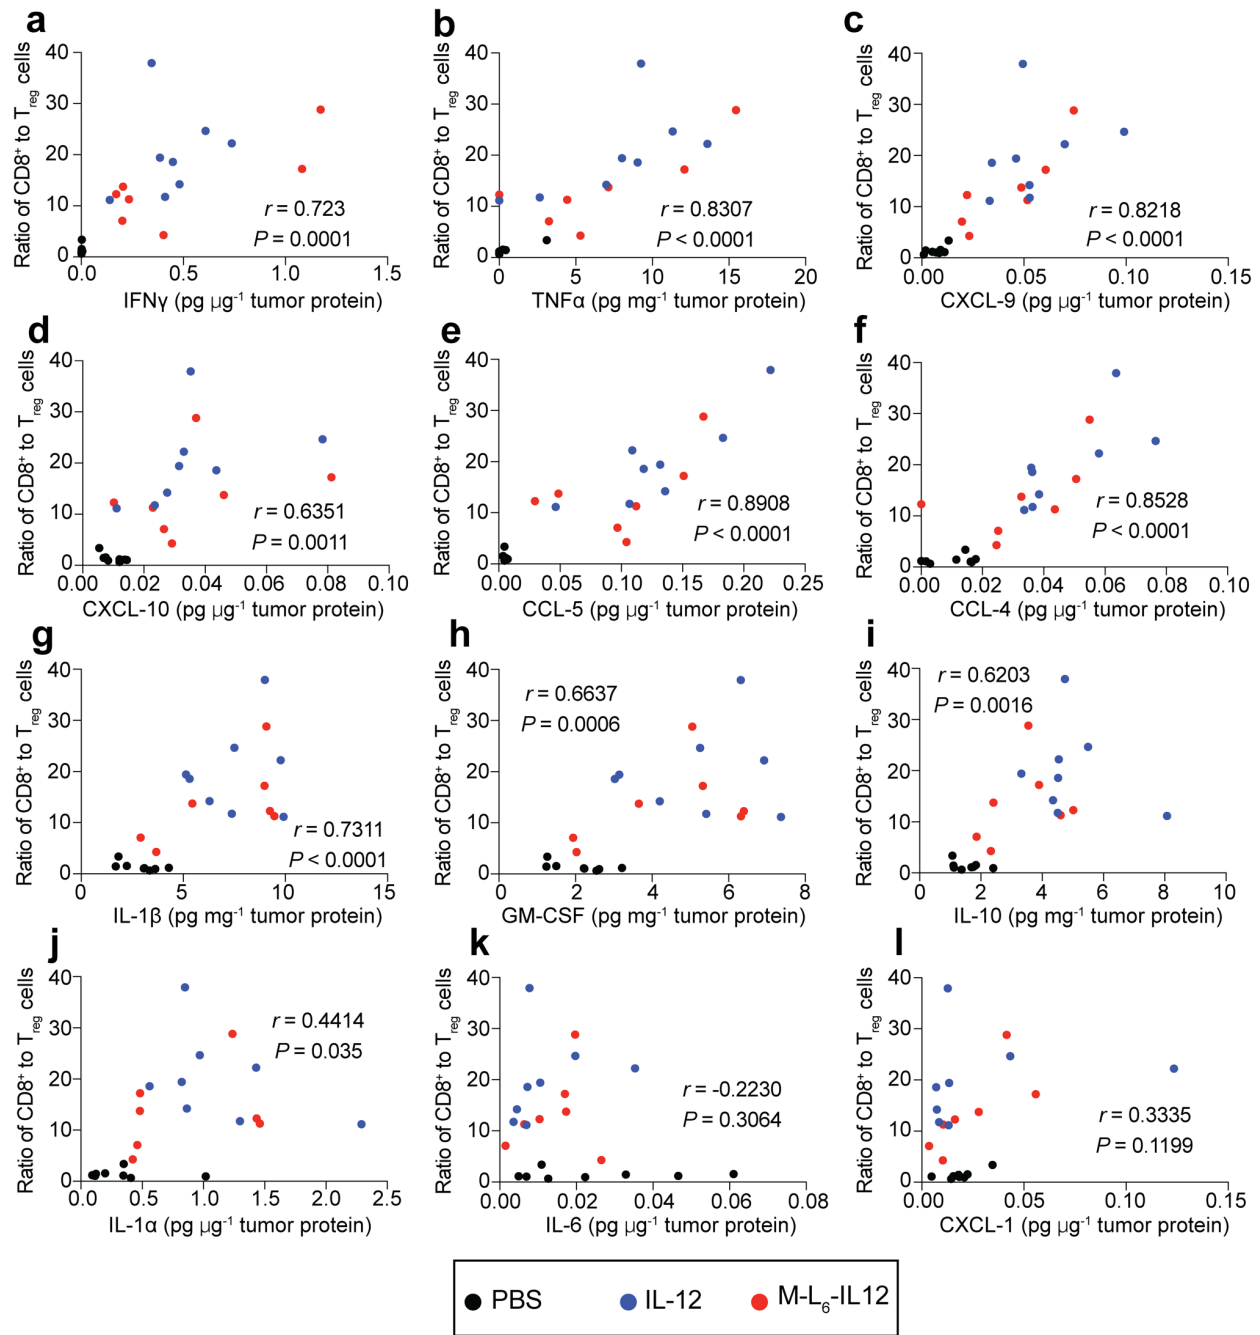 a
Ratio of CD8⁺ to Treg cells
40
30
20
10
0
r = 0.723
P = 0.0001
0.0
0.5
1.0
1.5
IFNγ (pg µg⁻¹ tumor protein)
b
Ratio of CD8⁺ to Treg cells
40
30
20
10
0
r = 0.8307
P < 0.0001
0
5
10
15
20
TNFα (pg mg⁻¹ tumor protein)
c
Ratio of CD8⁺ to Treg cells
40
30
20
10
0
r = 0.8218
P < 0.0001
0.00
0.05
0.10
0.15
CXCL-9 (pg µg⁻¹ tumor protein)
d
Ratio of CD8⁺ to Treg cells
40
30
20
10
0
r = 0.6351
P = 0.0011
0.00
0.02
0.04
0.06
0.08
0.10
CXCL-10 (pg µg⁻¹ tumor protein)
e
Ratio of CD8⁺ to Treg cells
40
30
20
10
0
r = 0.8908
P < 0.0001
0.00
0.05
0.10
0.15
0.20
0.25
CCL-5 (pg µg⁻¹ tumor protein)
f
Ratio of CD8⁺ to Treg cells
40
30
20
10
0
r = 0.8528
P < 0.0001
0.00
0.02
0.04
0.06
0.08
0.10
CCL-4 (pg µg⁻¹ tumor protein)
g
Ratio of CD8⁺ to Treg cells
40
30
20
10
0
r = 0.7311
P < 0.0001
0
5
10
15
IL-1β (pg mg⁻¹ tumor protein)
h
Ratio of CD8⁺ to Treg cells
40
30
20
10
0
r = 0.6637
P = 0.0006
0
2
4
6
8
GM-CSF (pg mg⁻¹ tumor protein)
i
Ratio of CD8⁺ to Treg cells
40
30
20
10
0
r = 0.6203
P = 0.0016
0
2
4
6
8
10
IL-10 (pg mg⁻¹ tumor protein)
j
Ratio of CD8⁺ to Treg cells
40
30
20
10
0
r = 0.4414
P = 0.035
0.0
0.5
1.0
1.5
2.0
2.5
IL-1α (pg µg⁻¹ tumor protein)
k
Ratio of CD8⁺ to Treg cells
40
30
20
10
0
r = -0.2230
P = 0.3064
0.00
0.02
0.04
0.06
0.08
IL-6 (pg µg⁻¹ tumor protein)
l
Ratio of CD8⁺ to Treg cells
40
30
20
10
0
r = 0.3335
P = 0.1199
0.00
0.05
0.10
0.15
CXCL-1 (pg µg⁻¹ tumor protein)
PBS
IL-12
M-L₆-IL12